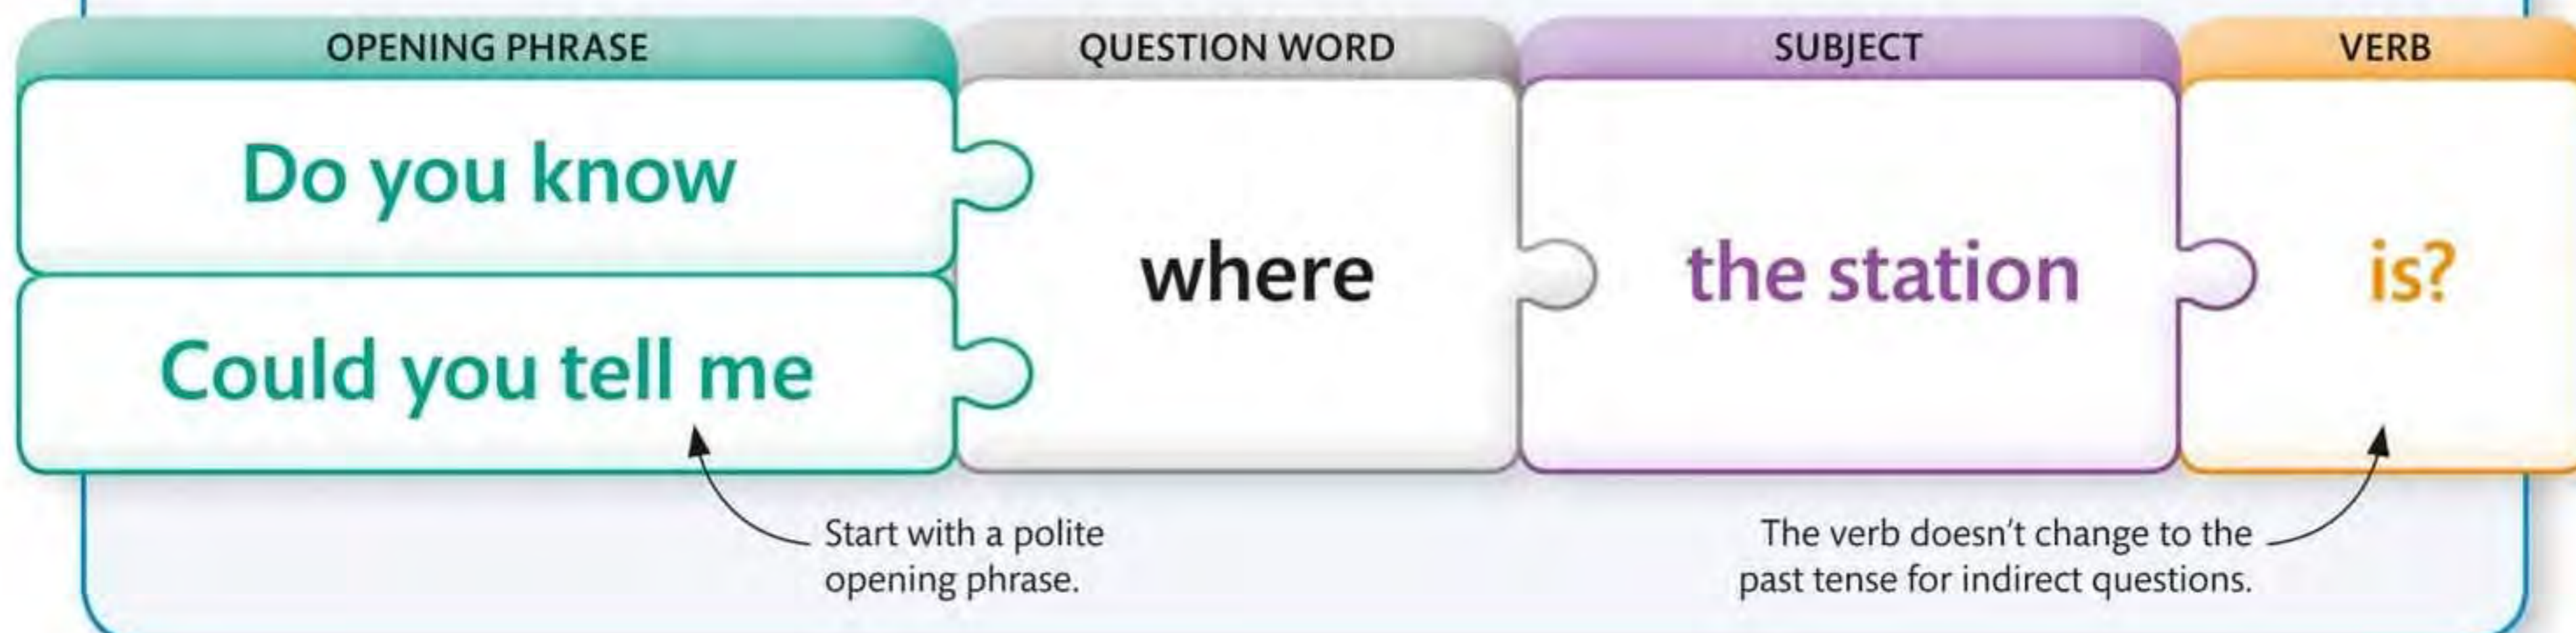 OPENING PHRASE
QUESTION WORD
SUBJECT
VERB
Do you know
Could you tell me
where
the station
is?
Start with a polite
opening phrase.
The verb doesn't change to the
past tense for indirect questions.